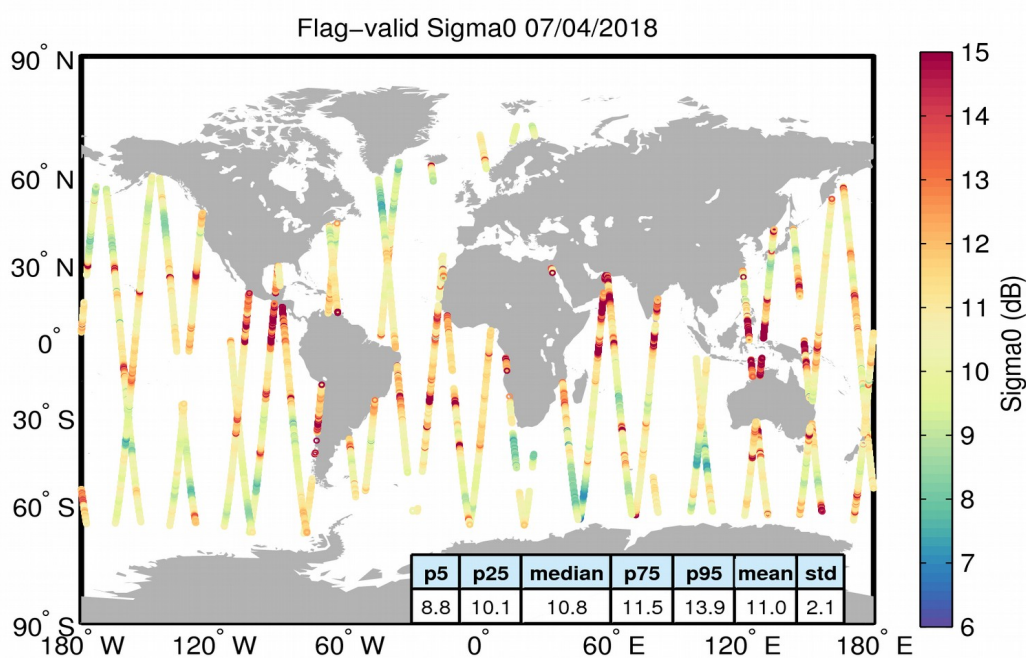 Flag−valid Sigma0 07/04/2018
90° N
60° N
30° N
0°
30° S
60° S
90° S
180° W
120° W
60° W
0°
60° E
120° E
180° E
15
14
13
12
11
10
9
8
7
6
Sigma0 (dB)
p5 p25 median p75 p95 mean std
8.8 10.1 10.8 11.5 13.9 11.0 2.1